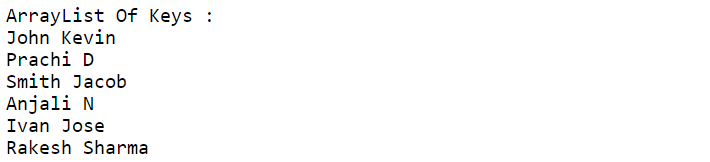 ArrayList Of Keys :
John Kevin
Prachi D
Smith Jacob
Anjali N
Ivan Jose
Rakesh Sharma